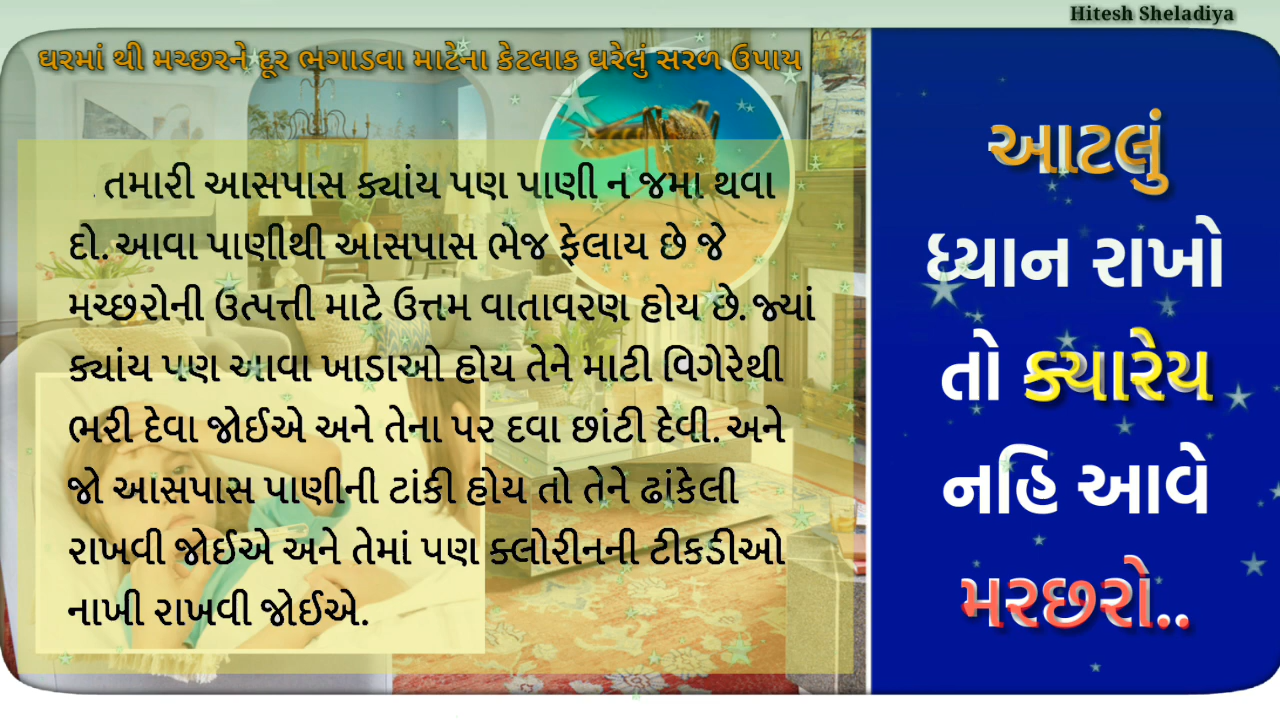 Hitesh Sheladiya
ઘરમાં થી મચ્છરને દૂર ભગાડવા માટેના કેટલાક ઘરેલું સરળ ઉપાય
. તમારી આસપાસ ક્યાંય પણ પાણી ન જમા થવા
દો. આવા પાણીથી આસપાસ ભેજ ફેલાય છે જે
મચ્છરોની ઉત્પત્તી માટે ઉત્તમ વાતાવરણ હોય છે. જ્યાં
ક્યાંય પણ આવા ખાડાઓ હોય તેને માટી વિગેરેથી
ભરી દેવા જોઈએ અને તેના પર દવા છાંટી દેવી. અને
જો આસપાસ પાણીની ટાંકી હોય તો તેને ઢાંકેલી
રાખવી જોઈએ અને તેમાં પણ ક્લોરીનની ટીકડીઓ
નાખી રાખવી જોઈએ.
આટલું
ધ્યાન રાખો
તો ક્યારેય
નહિ આવે
મરછરો..